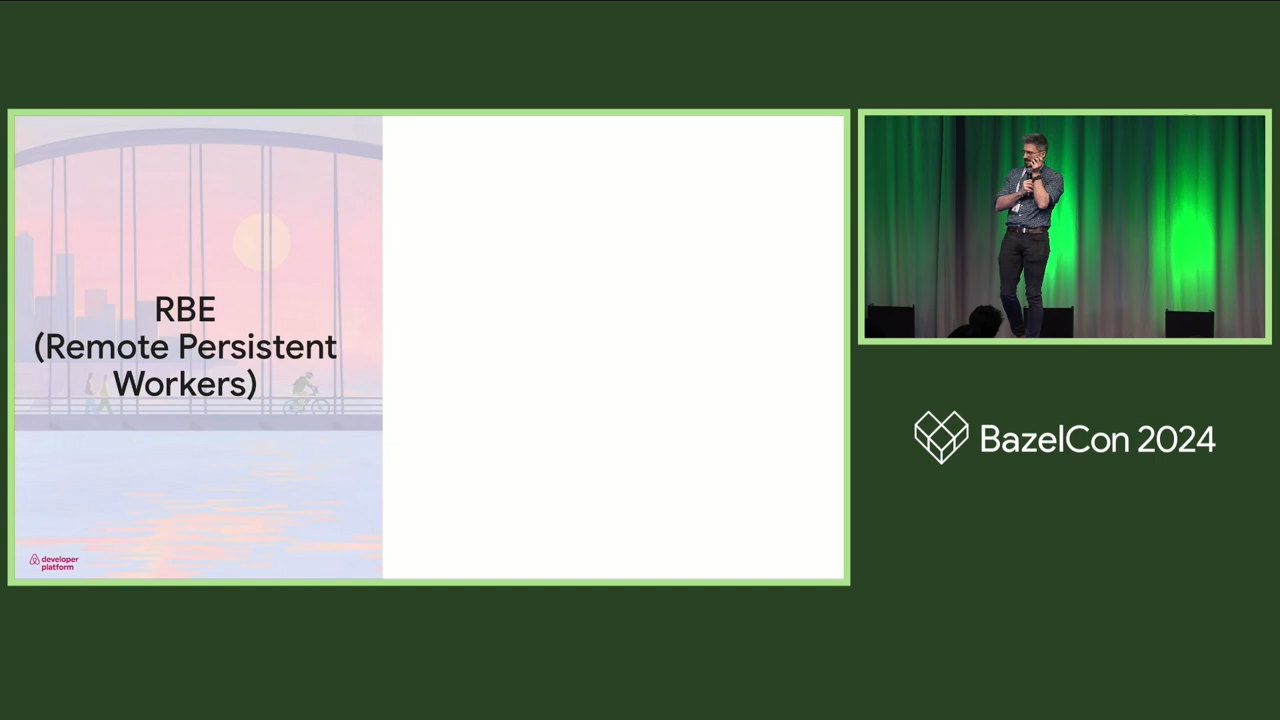 RBE
(Remote Persistent
Workers)
developer
platform
BazelCon 2024